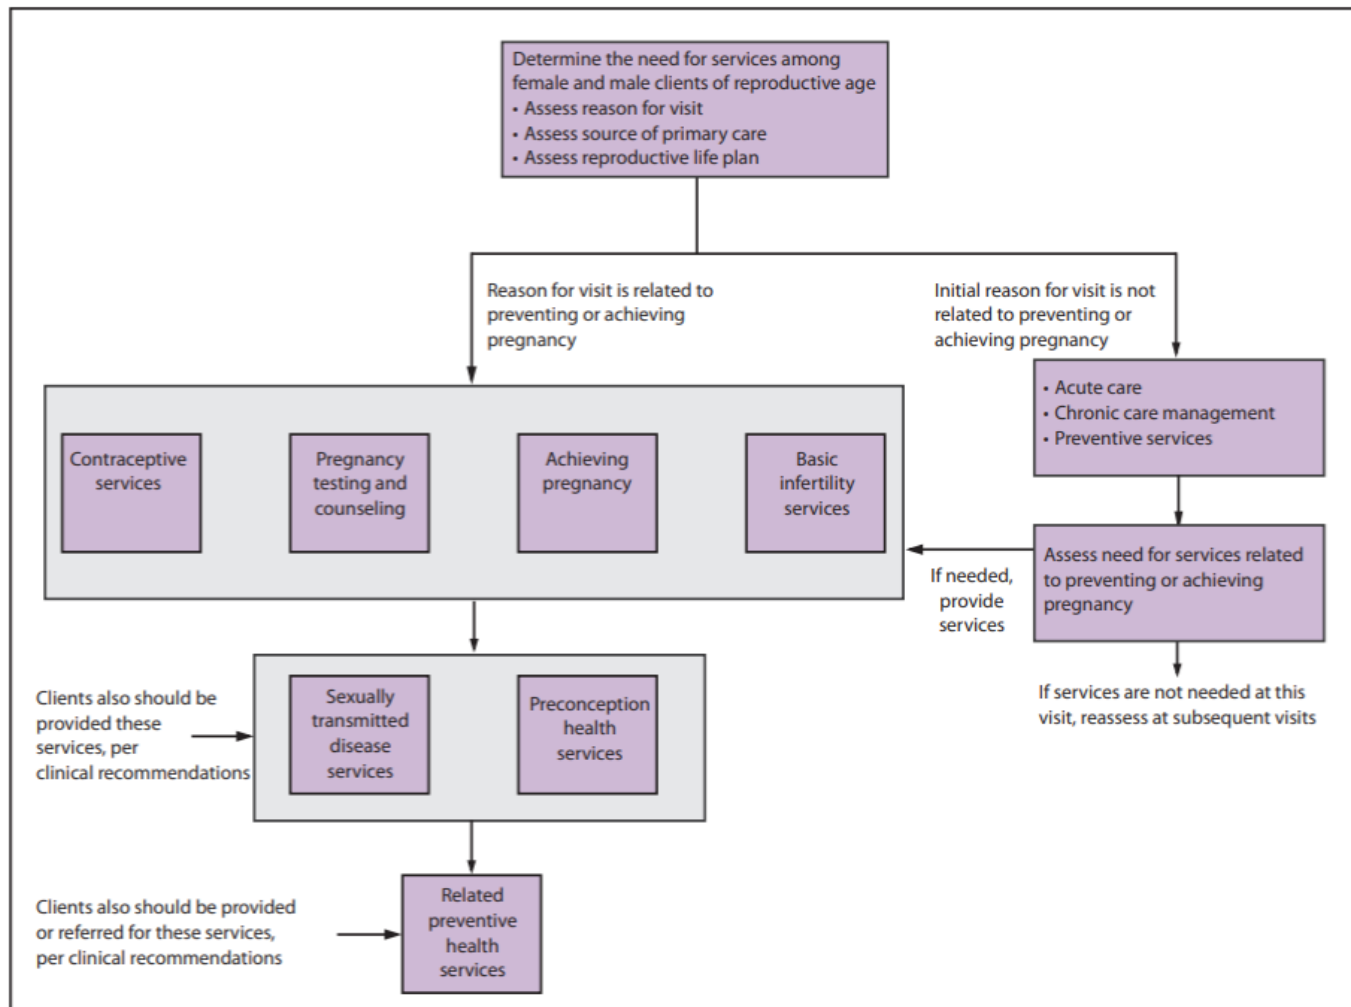 Determine the need for services among
female and male clients of reproductive age
• Assess reason for visit
• Assess source of primary care
• Assess reproductive life plan
Reason for visit is related to
preventing or achieving
pregnancy
Initial reason for visit is not
related to preventing or
achieving pregnancy
• Acute care
• Chronic care management
• Preventive services
Contraceptive
services
Pregnancy
testing and
counseling
Achieving
pregnancy
Basic
infertility
services
If needed,
provide
services
Assess need for services related
to preventing or achieving
pregnancy
If services are not needed at this
visit, reassess at subsequent visits
Clients also should be
provided these
services, per
clinical recommendations
Sexually
transmitted
disease
services
Preconception
health
services
Clients also should be provided
or referred for these services,
per clinical recommendations
Related
preventive
health
services